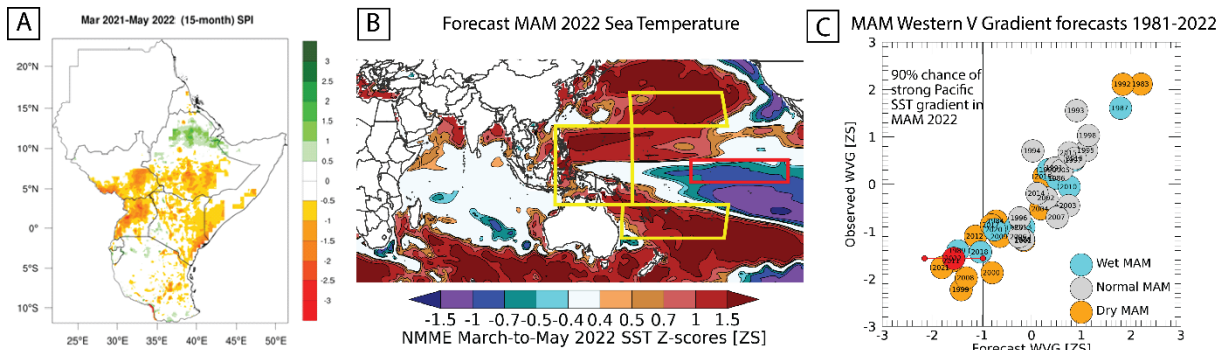 A
Mar 2021-May 2022 (15-month) SPI
20°N
15°N
10°N
5°N
0°N
5°S
10°S
25°E
30°E
35°E
40°E
45°E
50°E
3
2.5
2
1.5
1
0.5
0
-0.5
-1
-1.5
-2
-2.5
-3
B
Forecast MAM 2022 Sea Temperature
-1.5
-1
-0.7
-0.5
-0.4
0.4
0.5
0.7
1
1.5
NMME March-to-May 2022 SST Z-scores [ZS]
C
MAM Western V Gradient forecasts 1981-2022
90% chance of
strong Pacific
SST gradient in
MAM 2022
3
2
1
0
-1
-2
-3
Observed WVG [ZS]
1992
1983
1987
1993
1998
1994
2010
2014
2003
2004
2007
1996
2012
2009
2018
2021
2008
2000
1999
Wet MAM
Normal MAM
Dry MAM
-3
-2
-1
0
1
2
3
Forecast WVG [ZS]